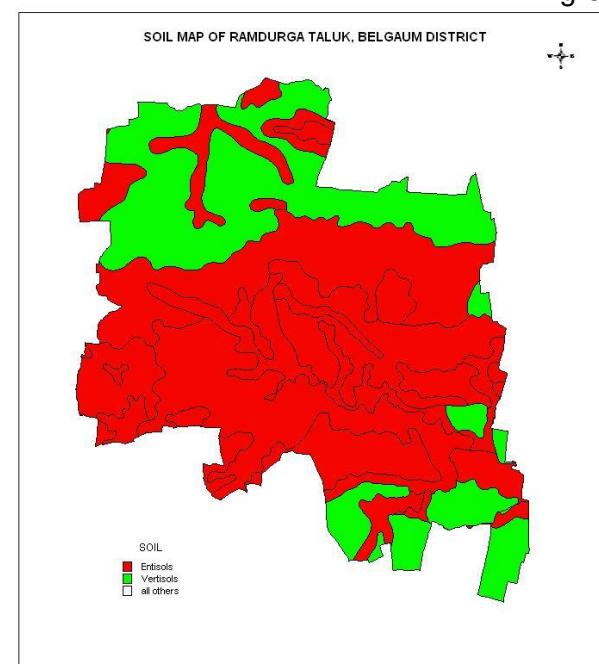 SOIL MAP OF RAMDURGA TALUK, BELGAUM DISTRICT
SOIL
Entisols
Vertisols
all others